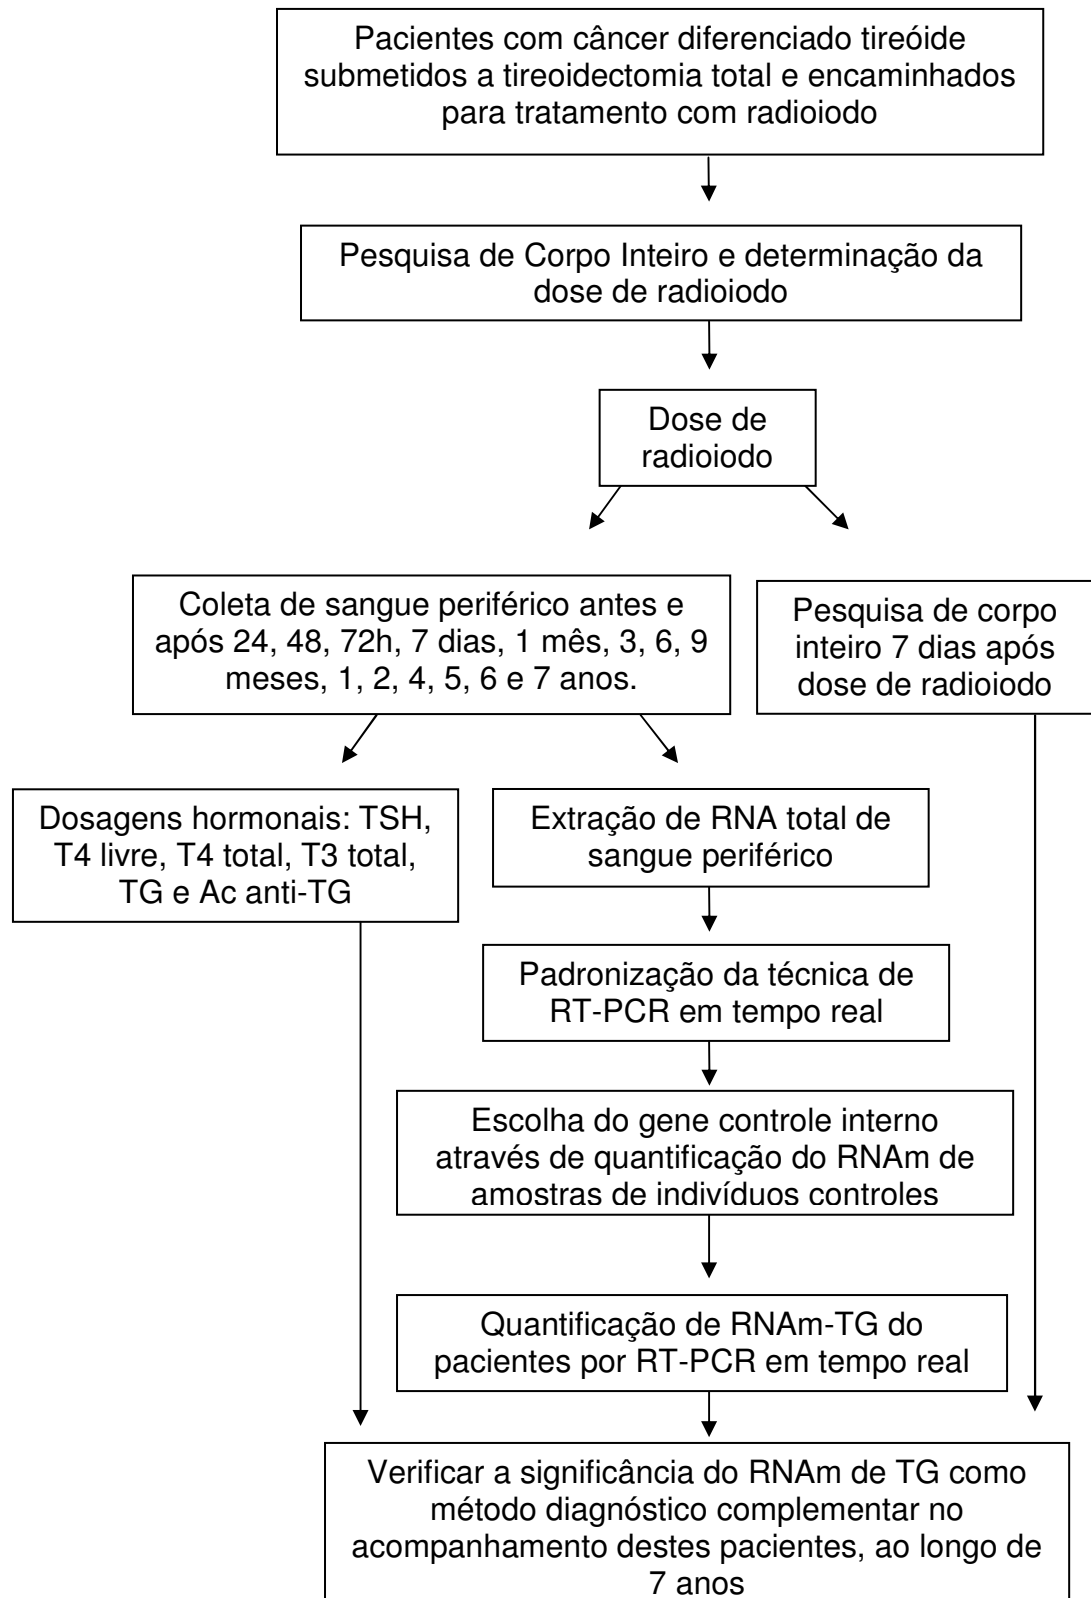 Pacientes com câncer diferenciado tireóide
submetidos a tireoidectomia total e encaminhados
para tratamento com radioiodo
Pesquisa de Corpo Inteiro e determinação da
dose de radioiodo
Dose de
radioiodo
Coleta de sangue periférico antes e
após 24, 48, 72h, 7 dias, 1 mês, 3, 6, 9
meses, 1, 2, 4, 5, 6 e 7 anos.
Pesquisa de corpo
inteiro 7 dias após
dose de radioiodo
Dosagens hormonais: TSH,
T4 livre, T4 total, T3 total,
TG e Ac anti-TG
Extração de RNA total de
sangue periférico
Padronização da técnica de
RT-PCR em tempo real
Escolha do gene controle interno
através de quantificação do RNAm de
amostras de indivíduos controles
Quantificação de RNAm-TG do
pacientes por RT-PCR em tempo real
Verificar a significância do RNAm de TG como
método diagnóstico complementar no
acompanhamento destes pacientes, ao longo de
7 anos